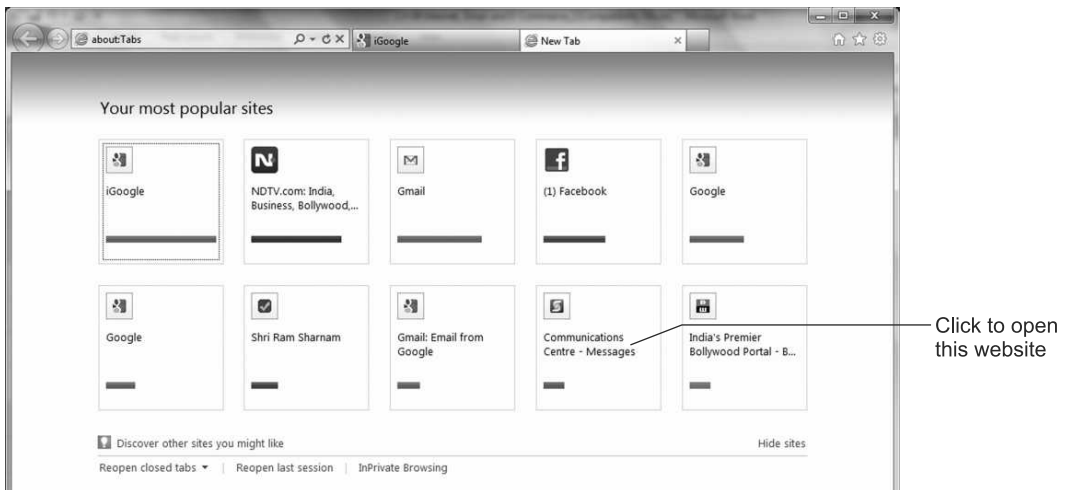 about:Tabs
iGoogle
New Tab
Your most popular sites
iGoogle
NDTV.com: India,
Business, Bollywood,...
Gmail
(1) Facebook
Google
Google
Shri Ram Sharnam
Gmail: Email from
Google
Communications
Centre - Messages
India's Premier
Bollywood Portal - B...
Click to open
this website
Discover other sites you might like
Hide sites
Reopen closed tabs
Reopen last session
InPrivate Browsing